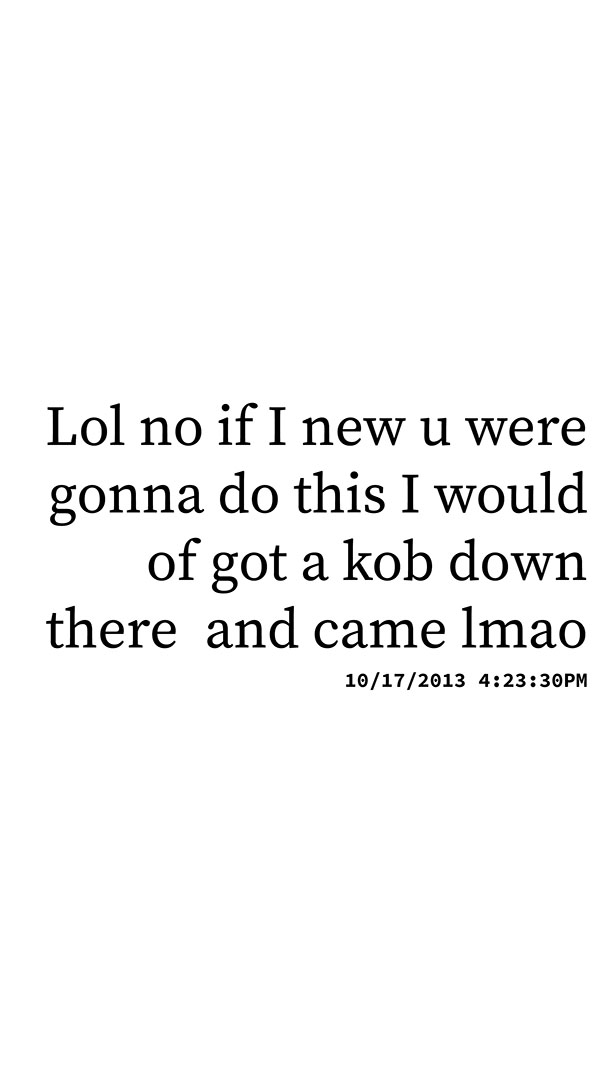 Lol no if I new u were
gonna do this I would
of got a kob down
there  and came lmao
10/17/2013 4:23:30PM